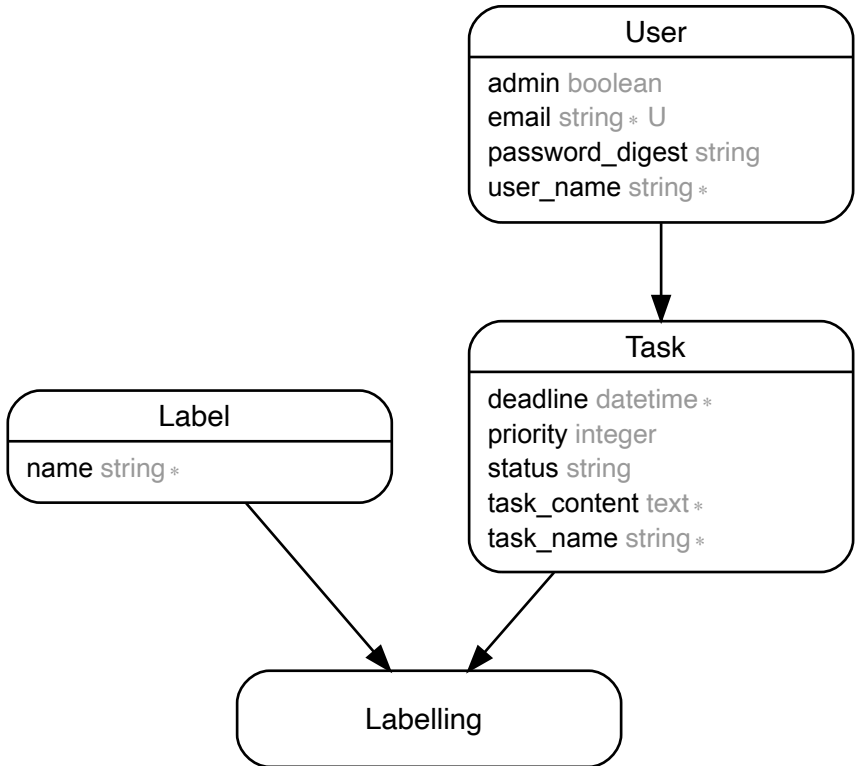 User
admin boolean
email string * U
password_digest string
user_name string *
Task
deadline datetime *
priority integer
status string
task_content text *
task_name string *
Label
name string *
Labelling